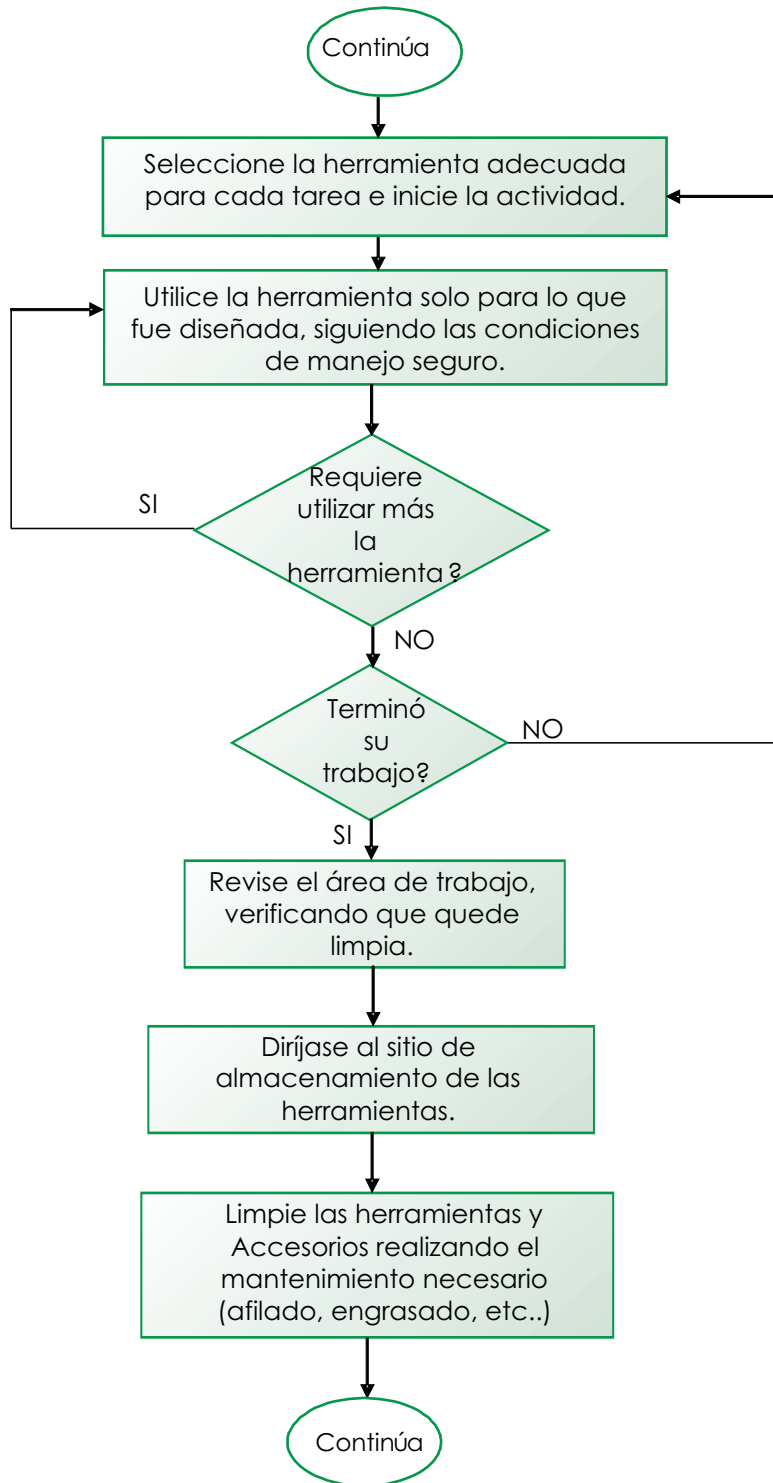 Continúa
Seleccione la herramienta adecuada
para cada tarea e inicie la actividad.
Utilice la herramienta solo para lo que
fue diseñada, siguiendo las condiciones
de manejo seguro.
Requiere
utilizar más
la
herramienta?
SI
NO
Terminó
su
trabajo?
NO
SI
Revise el área de trabajo,
verificando que quede
limpia.
Diríjase al sitio de
almacenamiento de las
herramientas.
Limpie las herramientas y
Accesorios realizando el
mantenimiento necesario
(afilado, engrasado, etc..)
Continúa